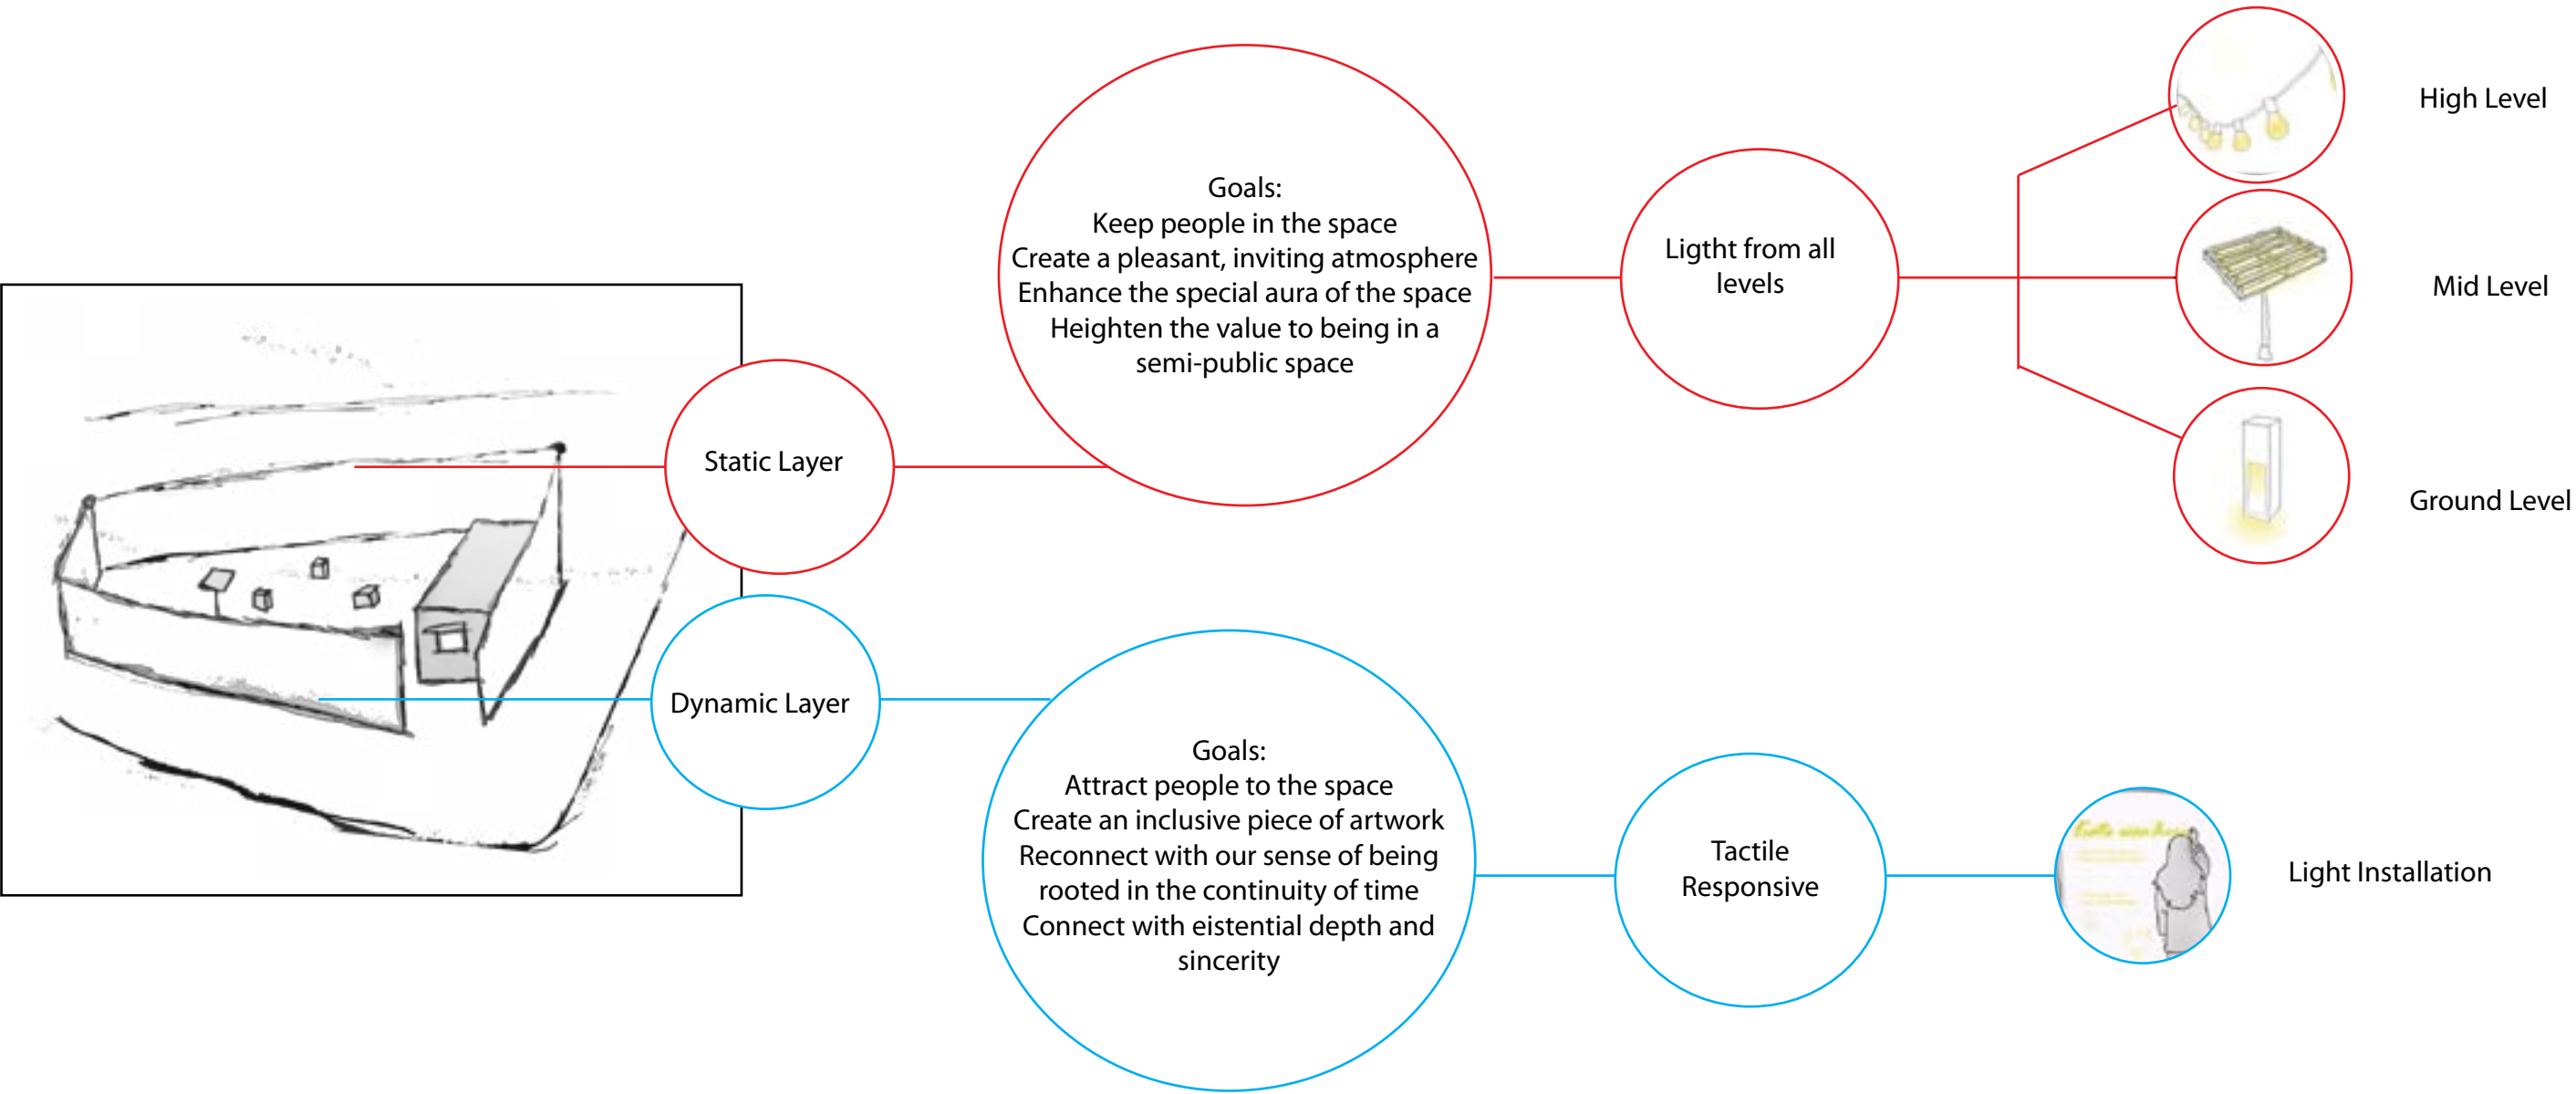 High Level
Goals:
Keep people in the space
Create a pleasant, inviting atmosphere
Enhance the special aura of the space
Heighten the value to being in a
semi-public space
Ligtht from all
levels
Mid Level
Static Layer
Ground Level
Dynamic Layer
Goals:
Attract people to the space
Create an inclusive piece of artwork
Reconnect with our sense of being
rooted in the continuity of time
Connect with eistential depth and
sincerity
Tactile
Responsive
Light Installation